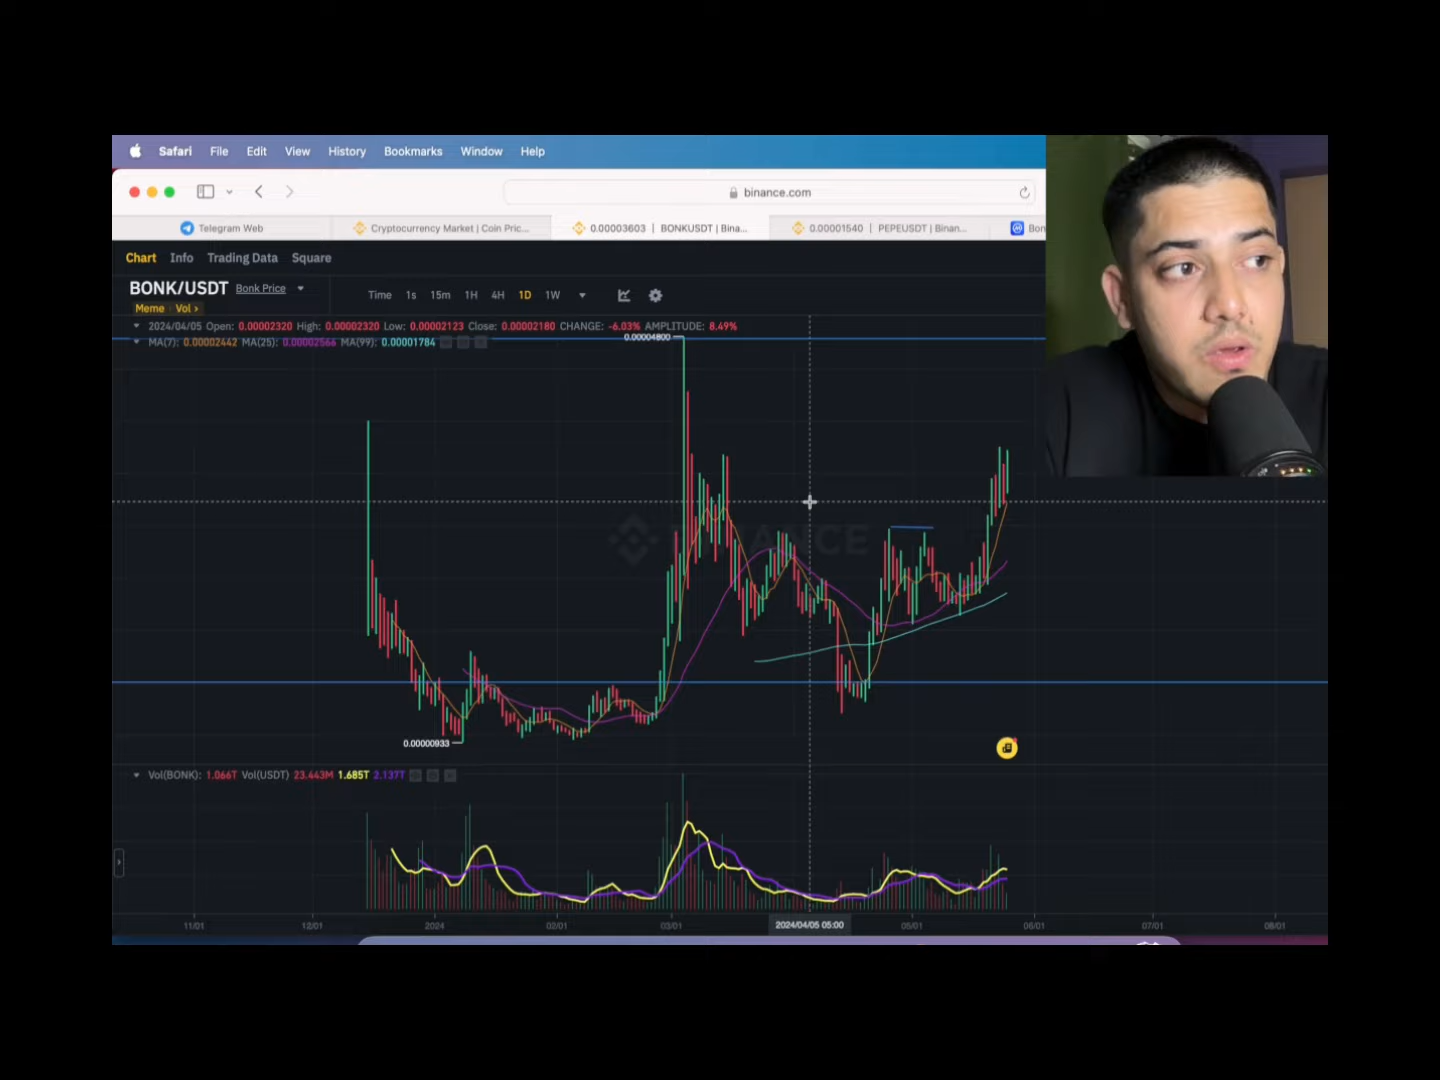 Safari File Edit View History Bookmarks Window Help
binance.com
Telegram Web
Cryptocurrency Market | Coin Pric...
0.00003603 | BONKUSDT | Bina...
0.00001540 | PEPEUSDT | Binan...
Bon
Chart Info Trading Data Square
BONK/USDT Bonk Price
Time 1s 15m 1H 4H 1D 1W
Meme Vol ›
2024/04/05 Open: 0.00002320 High: 0.00002320 Low: 0.00002123 Close: 0.00002180 CHANGE: -6.03% AMPLITUDE: 8.49%
MA(7): 0.00002442 MA(25): 0.00002566 MA(99): 0.00001784
0.00004800
BINANCE
0.00000933
Vol(BONK): 1.066T Vol(USDT) 23.443M 1.685T 2.137T
11/01 12/01 2024 02/01 03/01 2024/04/05 05:00 05/01 06/01 07/01 08/01